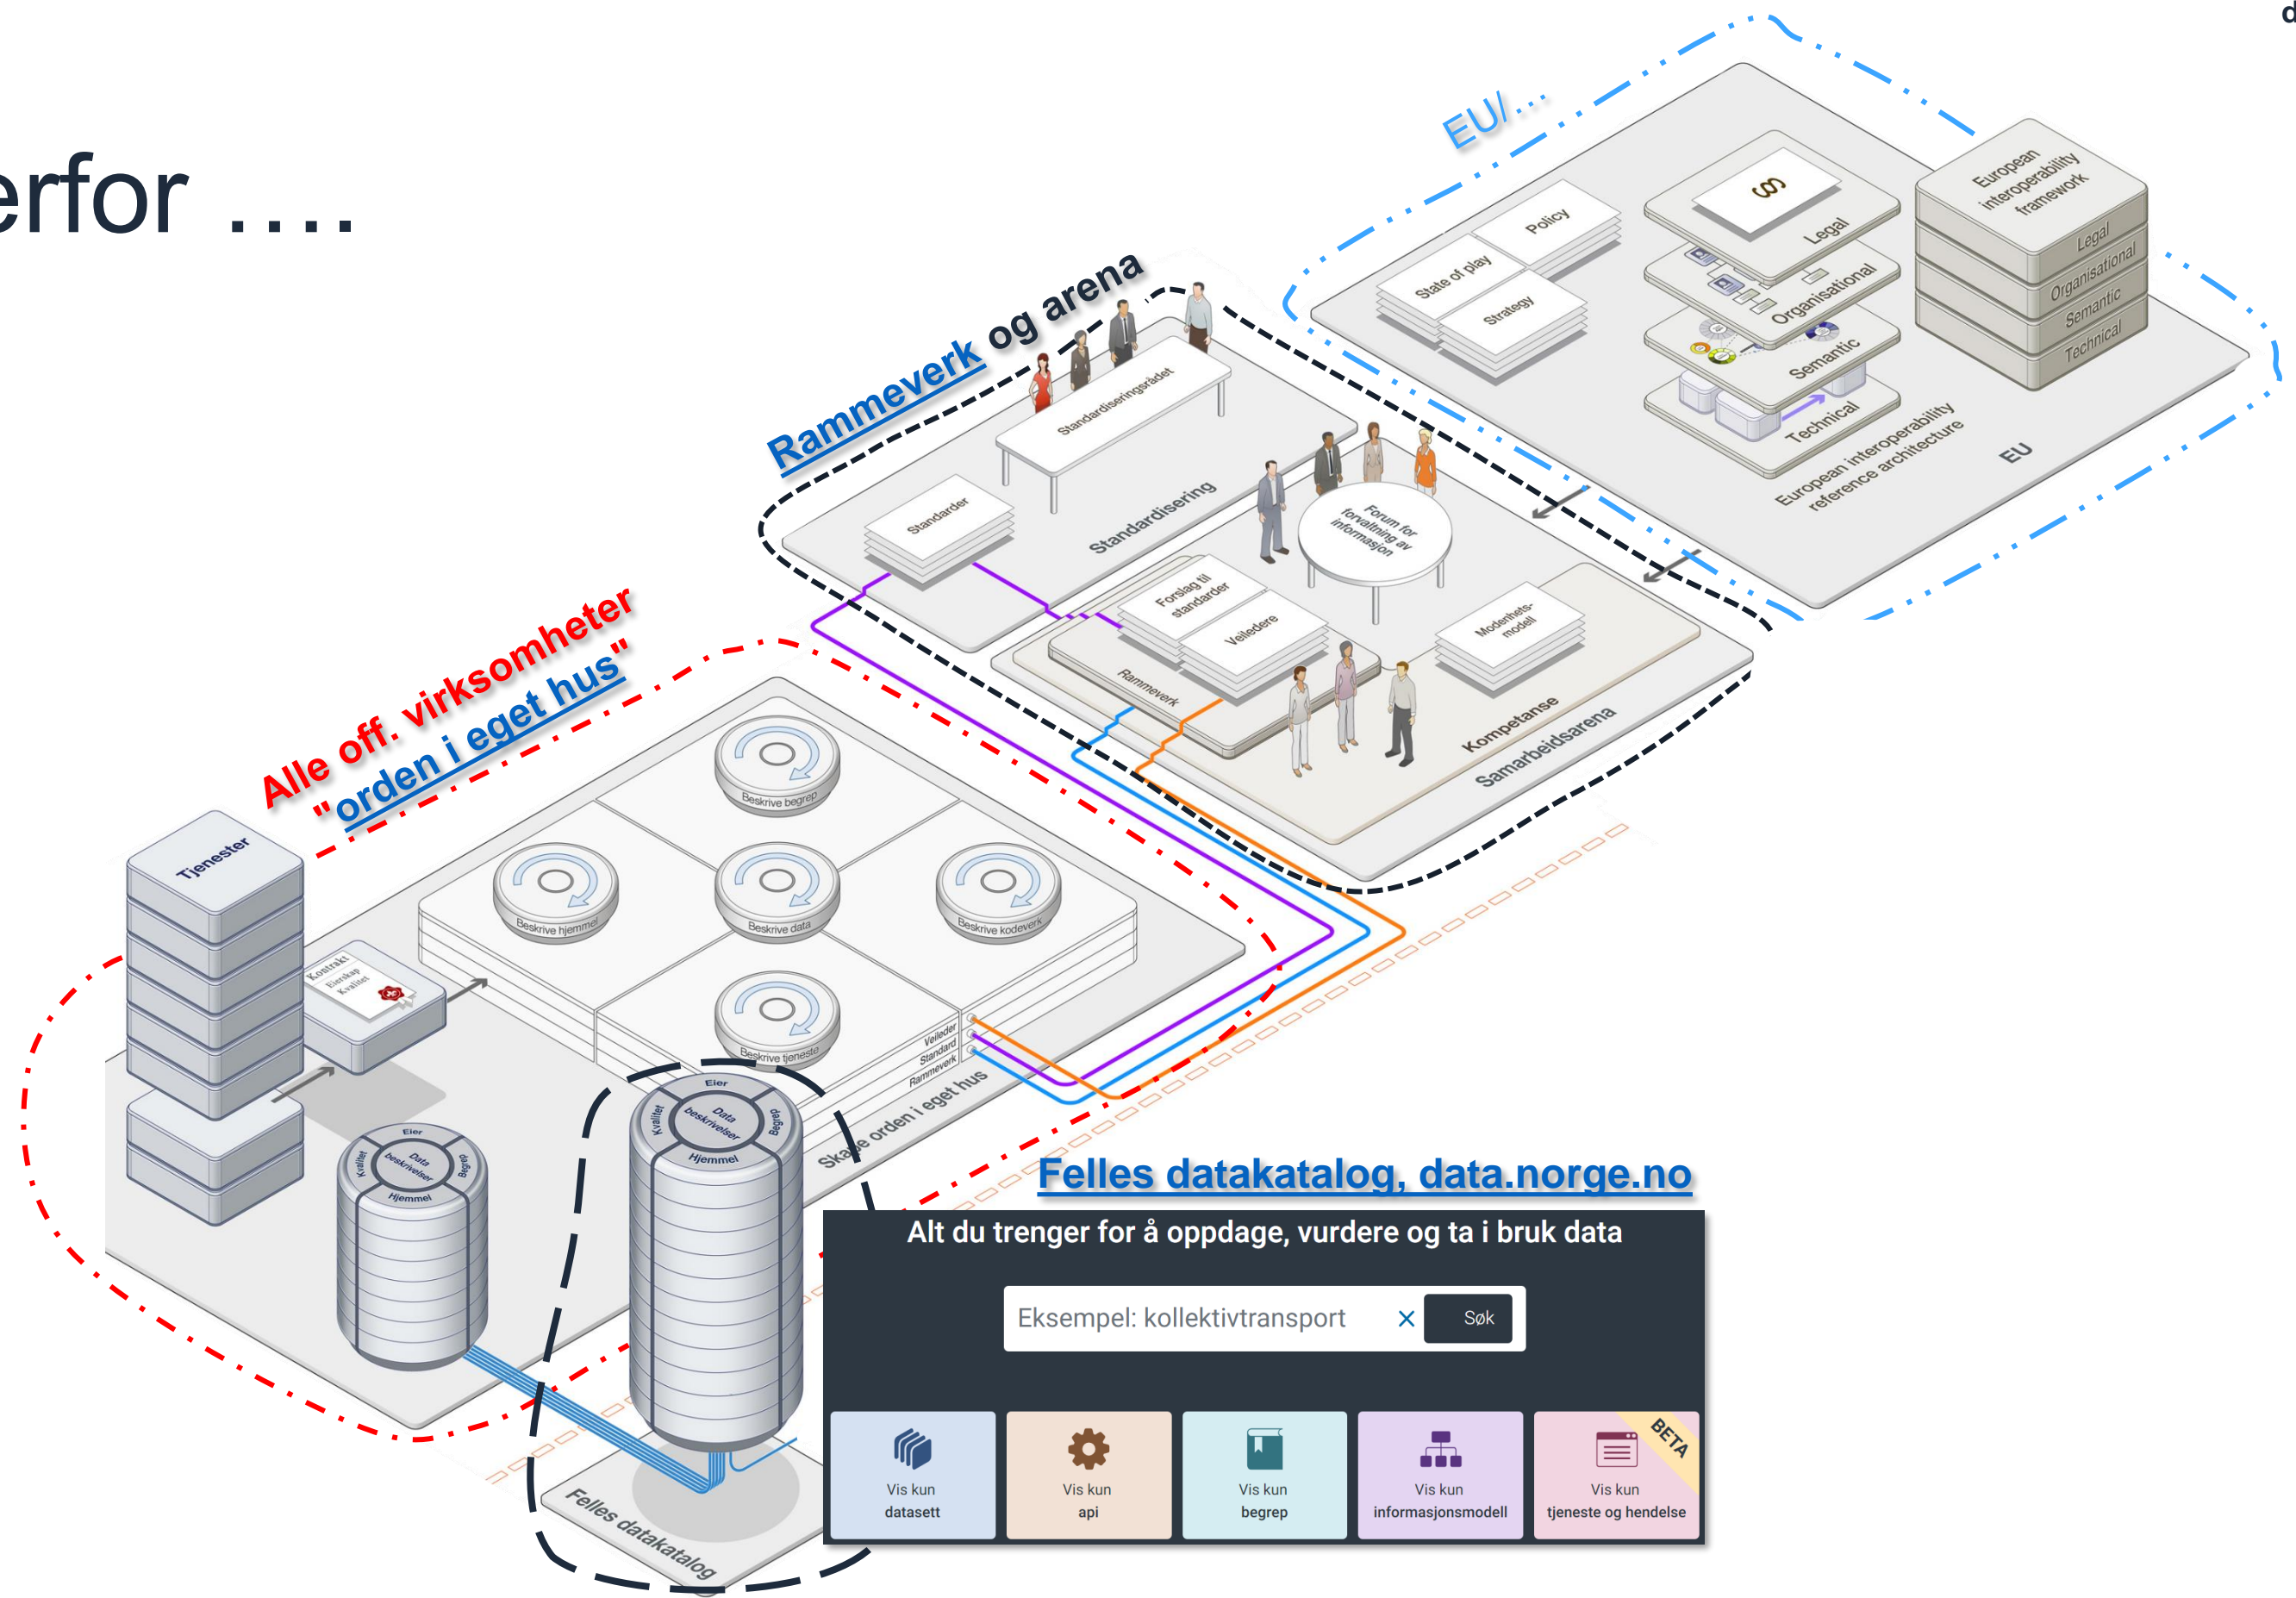 d
erfor ....
EU/...
Policy
State of play
Strategy
§
Legal
Organisational
Semantic
Technical
European interoperability
reference architecture
EU
European
interoperability
framework
Legal
Organisational
Semantic
Technical
Rammeverk og arena
Standardiseringsrådet
Standarder
Standardisering
Forum for
forvaltning av
informasjon
Forslag til
standarder
Veiledere
Rammeverk
Modenhets-
modell
Kompetanse
Samarbeidsarena
Alle off. virksomheter
"orden i eget hus"
Tjenester
Kontrakt
Eierskap
Kvalitet
Beskrive begrep
Beskrive hjemmel
Beskrive data
Beskrive kodeverk
Beskrive tjeneste
Veileder
Standard
Rammeverk
Skape orden i eget hus
Eier
Kvalitet
Data
beskrivelser
Begrep
Hjemmel
Eier
Kvalitet
Data
beskrivelser
Begrep
Hjemmel
Felles datakatalog
Felles datakatalog, data.norge.no
Alt du trenger for å oppdage, vurdere og ta i bruk data
Eksempel: kollektivtransport
Søk
Vis kun
datasett
Vis kun
api
Vis kun
begrep
Vis kun
informasjonsmodell
Vis kun
tjeneste og hendelse
BETA